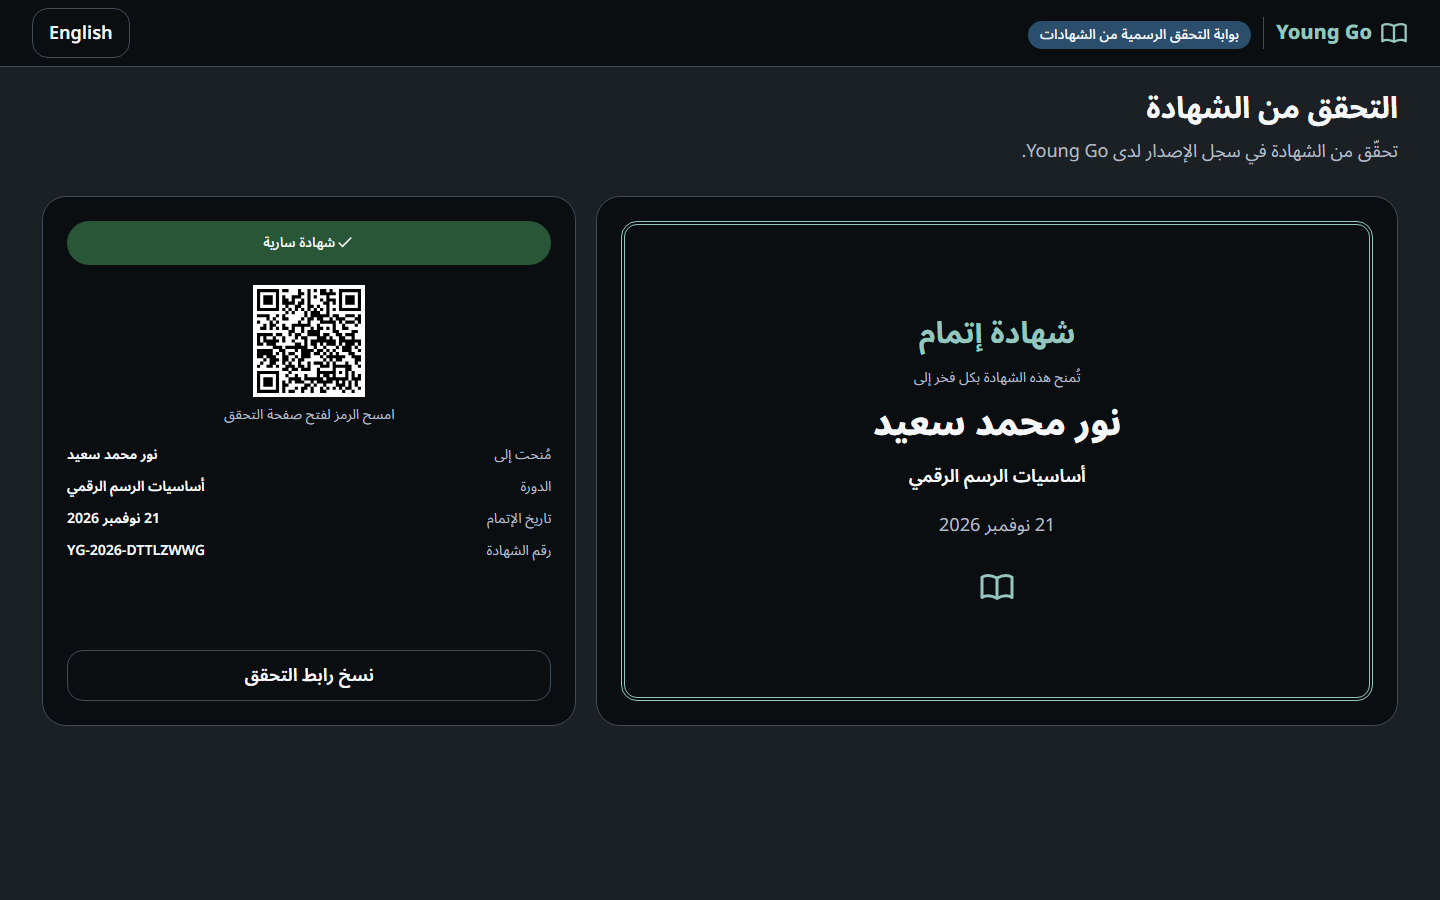 Young Go
بوابة التحقق الرسمية من الشهادات
English
التحقق من الشهادة
تحقّق من الشهادة في سجل الإصدار لدى Young Go.
شهادة إتمام
تُمنح هذه الشهادة بكل فخر إلى
نور محمد سعيد
أساسيات الرسم الرقمي
21 نوفمبر 2026
شهادة سارية
امسح الرمز لفتح صفحة التحقق
مُنحت إلى نور محمد سعيد
الدورة أساسيات الرسم الرقمي
تاريخ الإتمام 21 نوفمبر 2026
رقم الشهادة YG-2026-DTTLZWWG
نسخ رابط التحقق